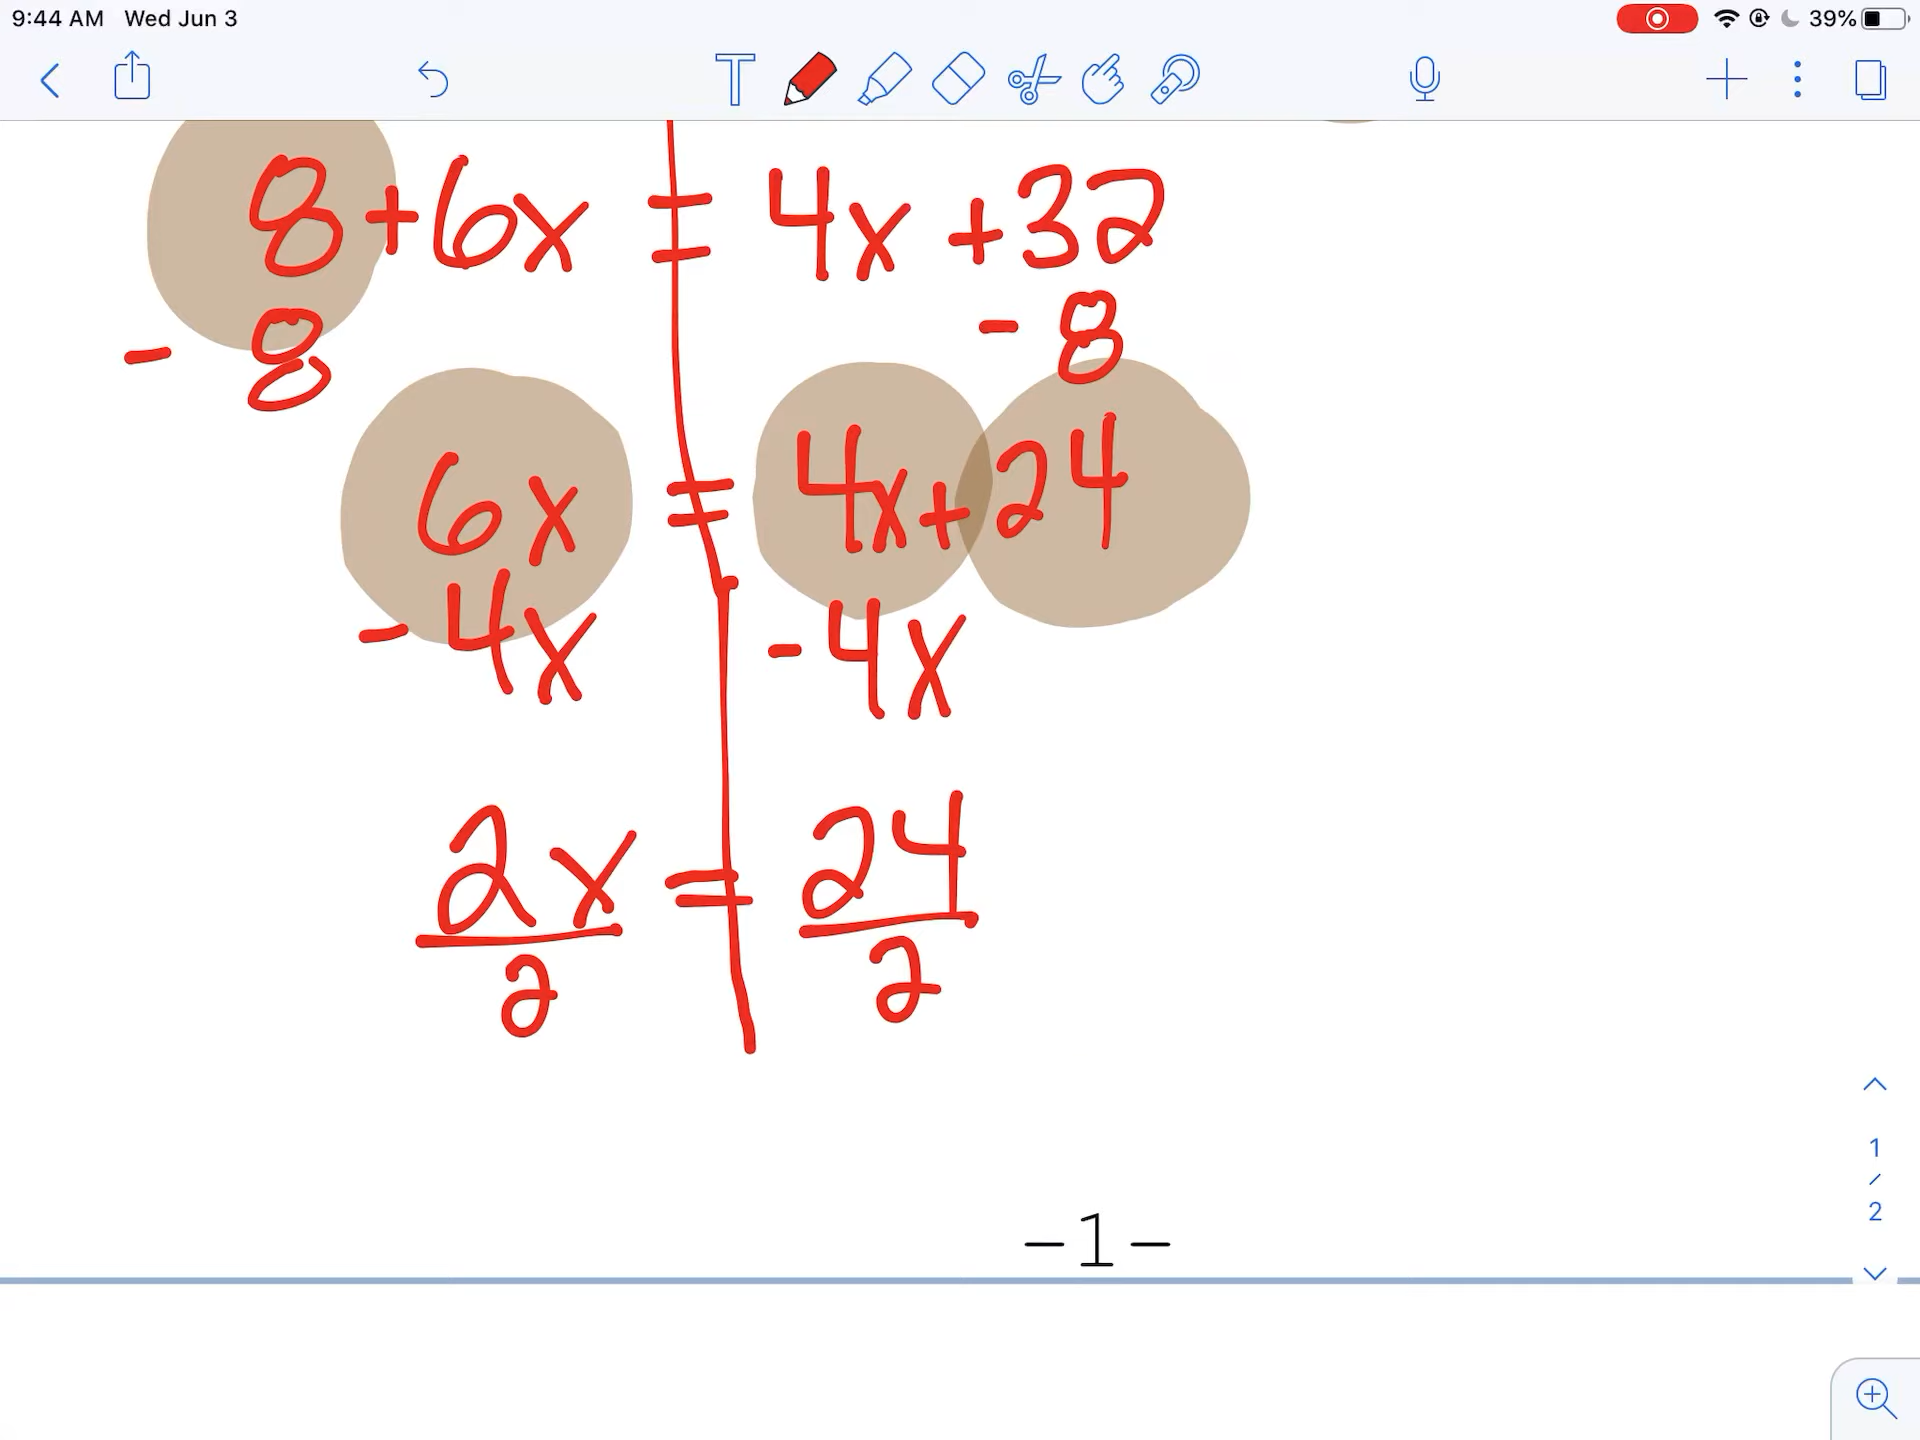 9:44 AM Wed Jun 3 39%
T
8+6x = 4x +32
- 8 - 8
6x = 4x+24
-4x -4x
2x = 24
2 2
1
/
2
-1-